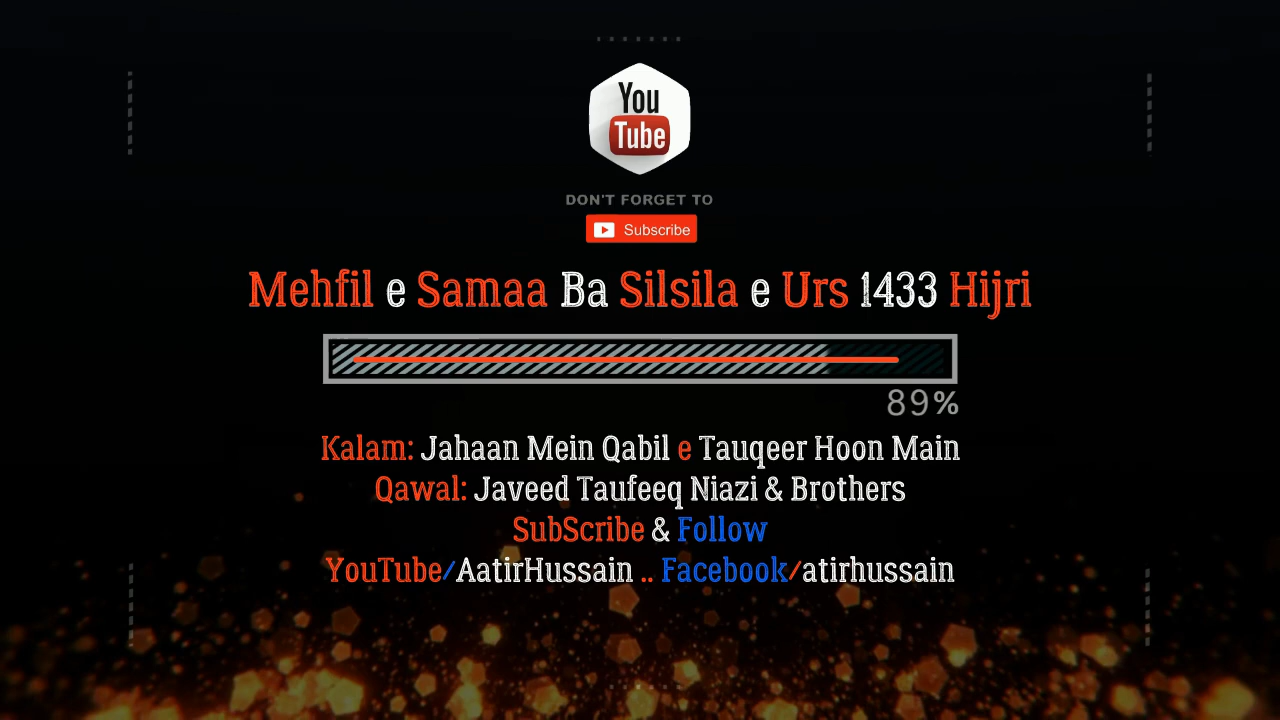 You
Tube
DON'T FORGET TO
Subscribe
Mehfil e Samaa Ba Silsila e Urs 1433 Hijri
89%
Kalam: Jahaan Mein Qabil e Tauqeer Hoon Main
Qawal: Javeed Taufeeq Niazi & Brothers
SubScribe & Follow
YouTube/AatirHussain .. Facebook/atirhussain